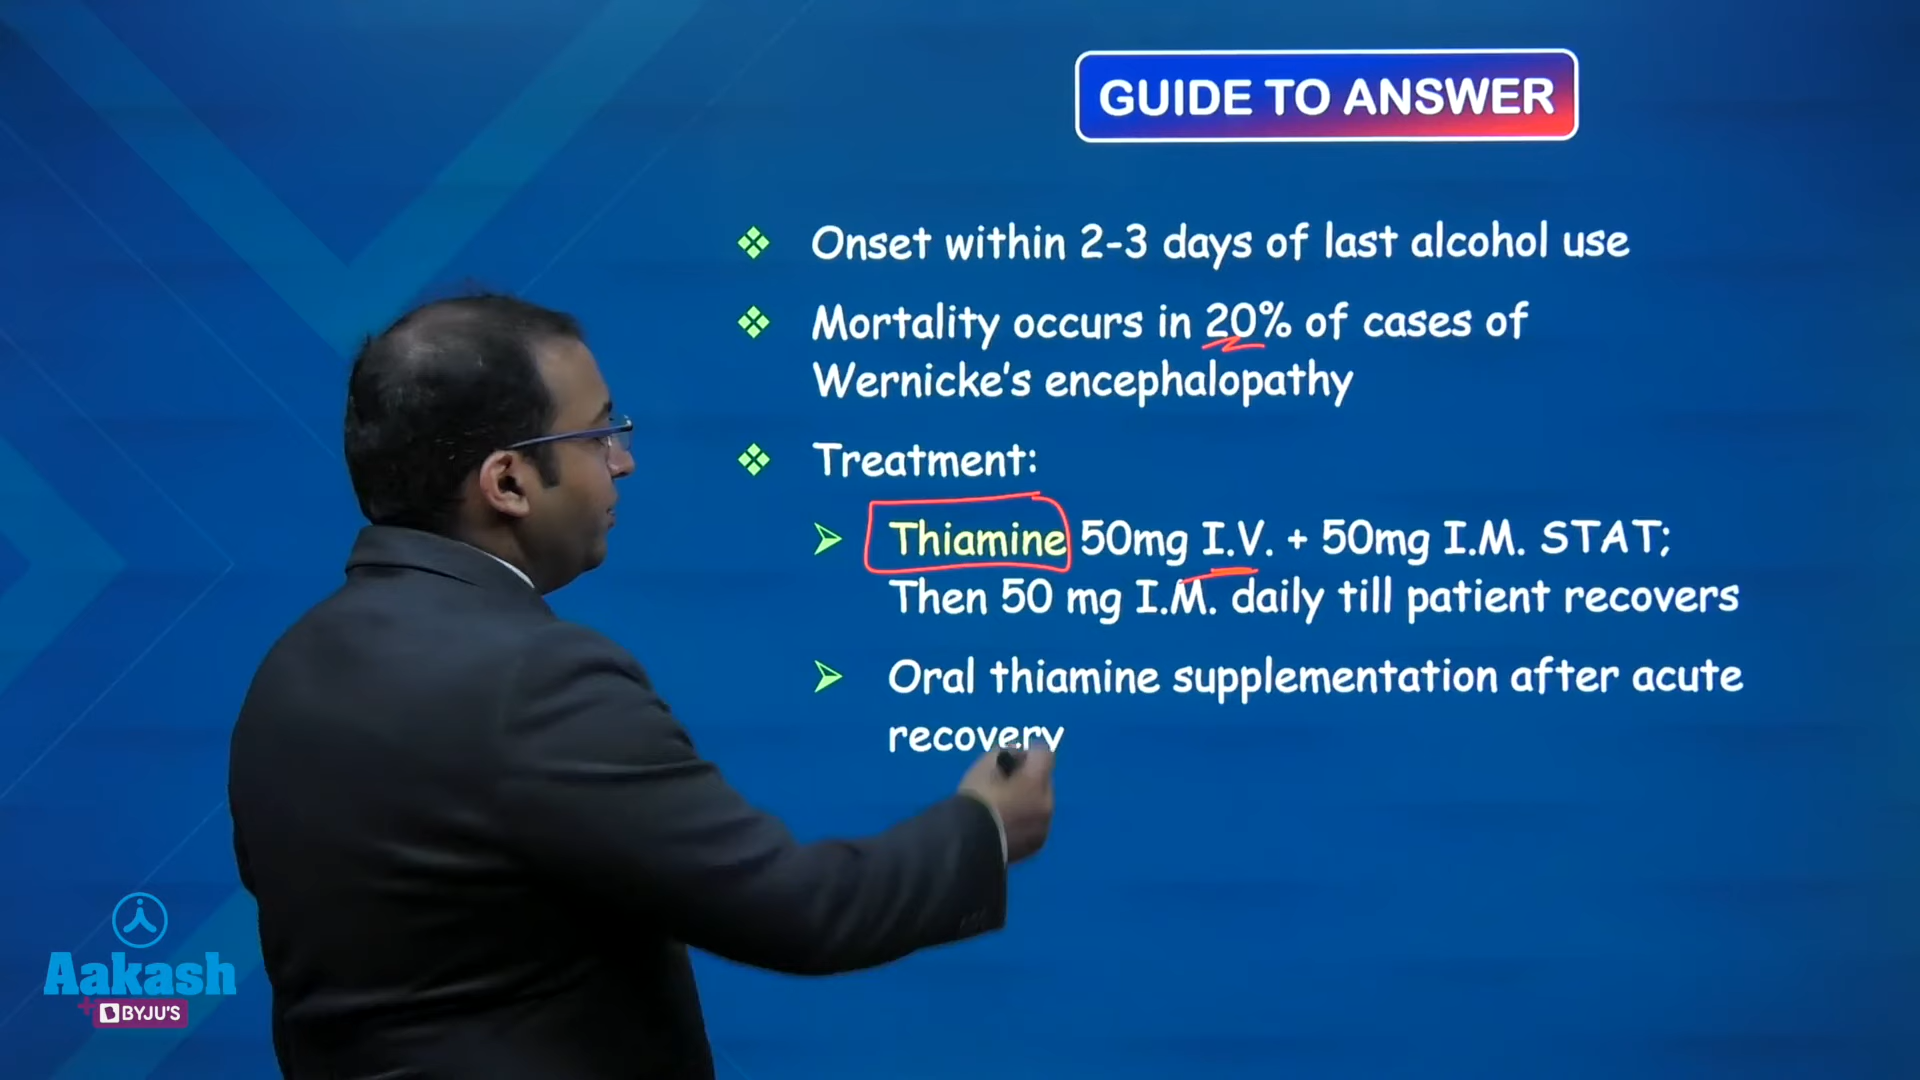 GUIDE TO ANSWER
Onset within 2-3 days of last alcohol use
Mortality occurs in 20% of cases of
Wernicke's encephalopathy
Treatment:
Thiamine 50mg I.V. + 50mg I.M. STAT;
Then 50 mg I.M. daily till patient recovers
Oral thiamine supplementation after acute
recovery
Aakash
+ BYJU'S